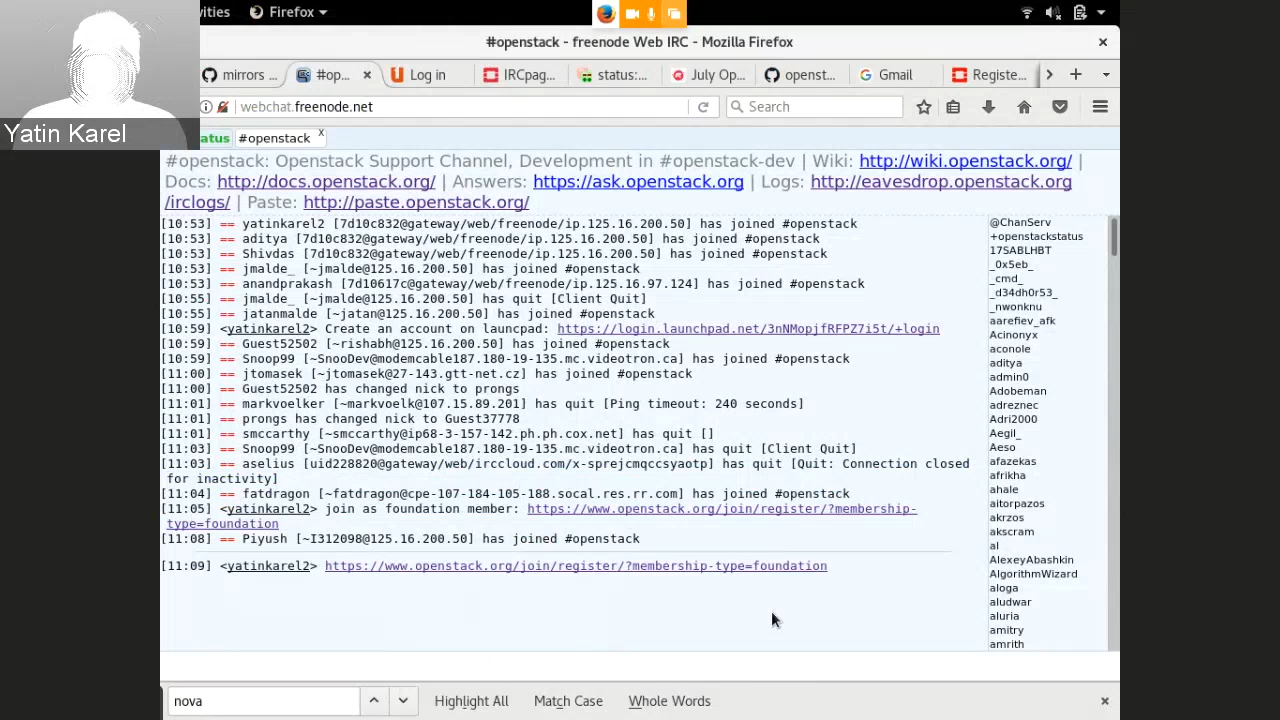 vities Firefox
#openstack - freenode Web IRC - Mozilla Firefox
mirrors ... #op... Log in IRCpag... status:... July Op... openst... Gmail Registe...
Yatin Karel
webchat.freenode.net Search
atus #openstack x
#openstack: Openstack Support Channel, Development in #openstack-dev | Wiki: http://wiki.openstack.org/ |
Docs: http://docs.openstack.org/ | Answers: https://ask.openstack.org | Logs: http://eavesdrop.openstack.org
/irclogs/ | Paste: http://paste.openstack.org/
[10:53] == yatinkarel2 [7d10c832@gateway/web/freenode/ip.125.16.200.50] has joined #openstack
[10:53] == aditya [7d10c832@gateway/web/freenode/ip.125.16.200.50] has joined #openstack
[10:53] == Shivdas [7d10c832@gateway/web/freenode/ip.125.16.200.50] has joined #openstack
[10:53] == jmalde_ [~jmalde@125.16.200.50] has joined #openstack
[10:53] == anandprakash [7d10617c@gateway/web/freenode/ip.125.16.97.124] has joined #openstack
[10:55] == jmalde_ [~jmalde@125.16.200.50] has quit [Client Quit]
[10:55] == jatanmalde [~jatan@125.16.200.50] has joined #openstack
[10:59] <yatinkarel2> Create an account on launcpad: https://login.launchpad.net/3nNMopjfRFPZ7i5t/+login
[10:59] == Guest52502 [~rishabh@125.16.200.50] has joined #openstack
[10:59] == Snoop99 [~SnooDev@modemcable187.180-19-135.mc.videotron.ca] has joined #openstack
[11:00] == jtomasek [~jtomasek@27-143.gtt-net.cz] has joined #openstack
[11:00] == Guest52502 has changed nick to prongs
[11:01] == markvoelker [~markvoelk@107.15.89.201] has quit [Ping timeout: 240 seconds]
[11:01] == prongs has changed nick to Guest37778
[11:01] == smccarthy [~smccarthy@ip68-3-157-142.ph.ph.cox.net] has quit []
[11:03] == Snoop99 [~SnooDev@modemcable187.180-19-135.mc.videotron.ca] has quit [Client Quit]
[11:03] == aselius [uid228820@gateway/web/irccloud.com/x-sprejcmqccsyaotp] has quit [Quit: Connection closed
for inactivity]
[11:04] == fatdragon [~fatdragon@cpe-107-184-105-188.socal.res.rr.com] has joined #openstack
[11:05] <yatinkarel2> join as foundation member: https://www.openstack.org/join/register/?membership-
type=foundation
[11:08] == Piyush [~I312098@125.16.200.50] has joined #openstack
[11:09] <yatinkarel2> https://www.openstack.org/join/register/?membership-type=foundation
@ChanServ
+openstackstatus
17SABLHBT
_0x5eb_
_cmd_
_d34dh0r53_
_nwonknu
aarefiev_afk
Acinonyx
aconole
aditya
admin0
Adobeman
adreznec
Adri2000
Aegil_
Aeso
afazekas
afrikha
ahale
aitorpazos
akrzos
akscram
al
AlexeyAbashkin
AlgorithmWizard
aloga
aludwar
aluria
amitry
amrith
nova Highlight All Match Case Whole Words